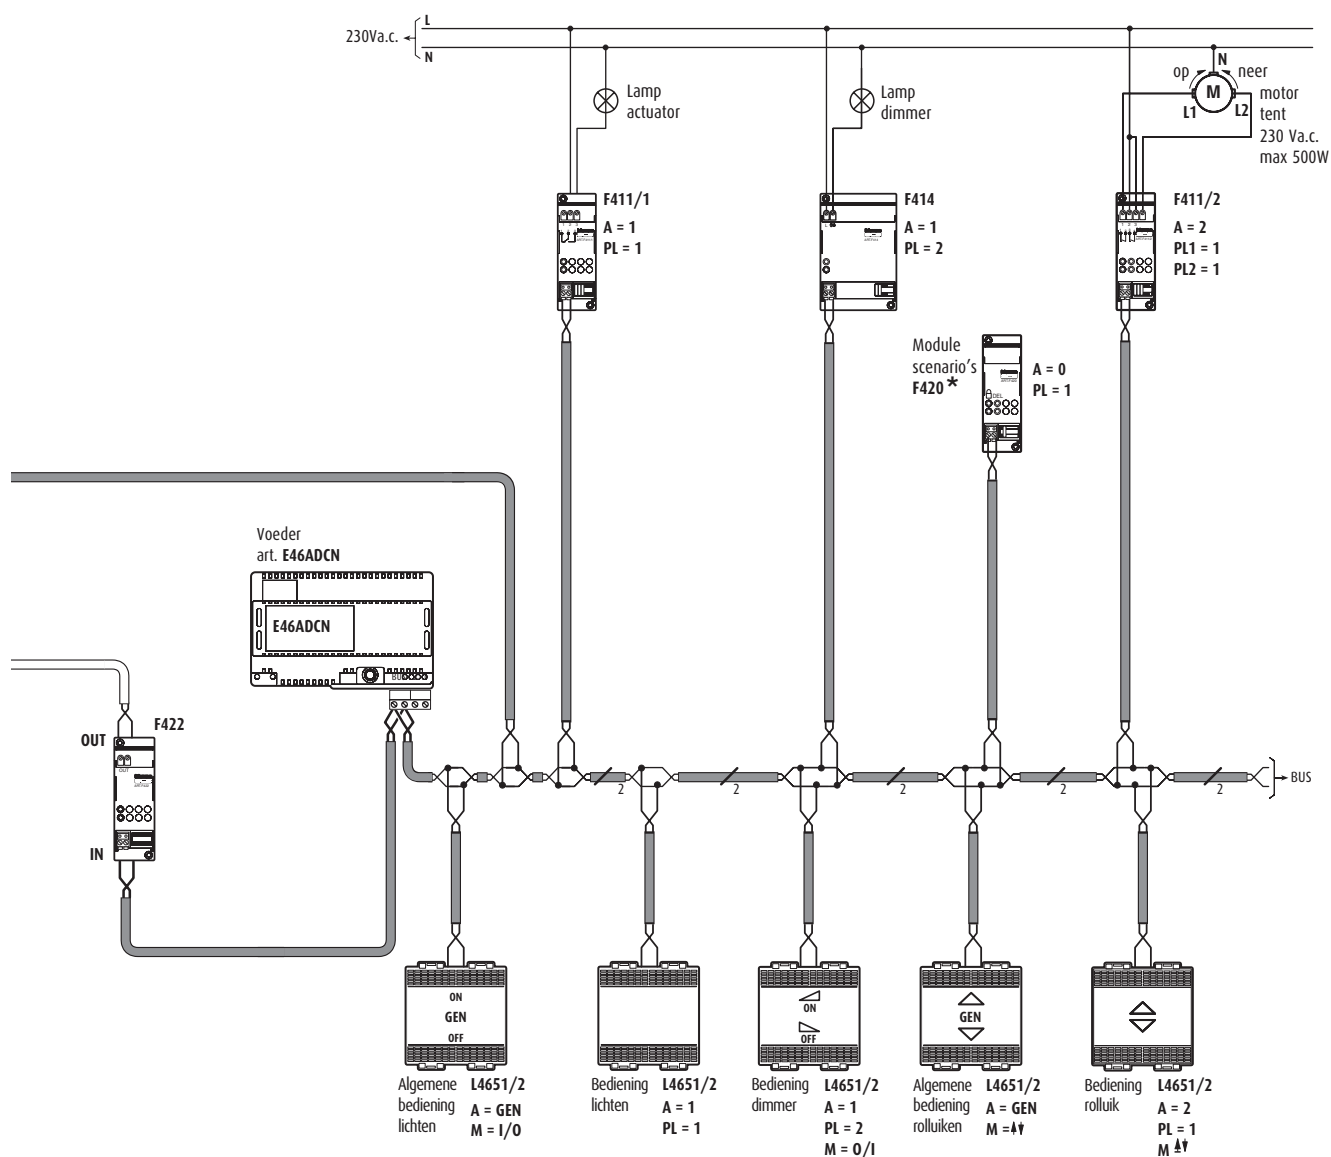 L
230Va.c.
N
Lamp
actuator
Lamp
dimmer
N
op
neer
M
L1
L2
motor
tent
230 Va.c.
max 500W
F411/1
A = 1
PL = 1
F414
A = 1
PL = 2
F411/2
A = 2
PL1 = 1
PL2 = 1
Module
scenario's
F420*
DEL
A = 0
PL = 1
Voeder
art. E46ADCN
E46ADCN
BUS
F422
OUT
OUT
IN
2
2
2
2
2
BUS
ON
GEN
OFF
ON
OFF
GEN
Algemene
bediening
lichten
L4651/2
A = GEN
M = I/O
Bediening
lichten
L4651/2
A = 1
PL = 1
Bediening
dimmer
L4651/2
A = 1
PL = 2
M = O/I
Algemene
bediening
rolluiken
L4651/2
A = GEN
M =
Bediening
rolluik
L4651/2
A = 2
PL = 1
M